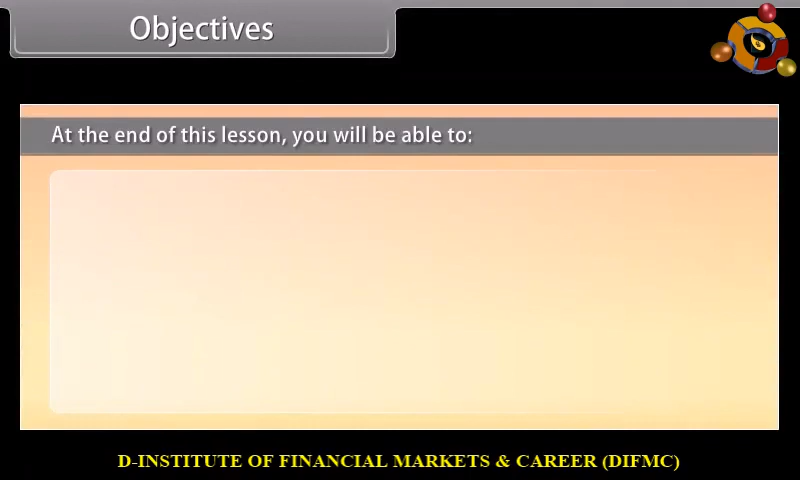 Objectives
At the end of this lesson, you will be able to:
D-INSTITUTE OF FINANCIAL MARKETS & CAREER (DIFMC)